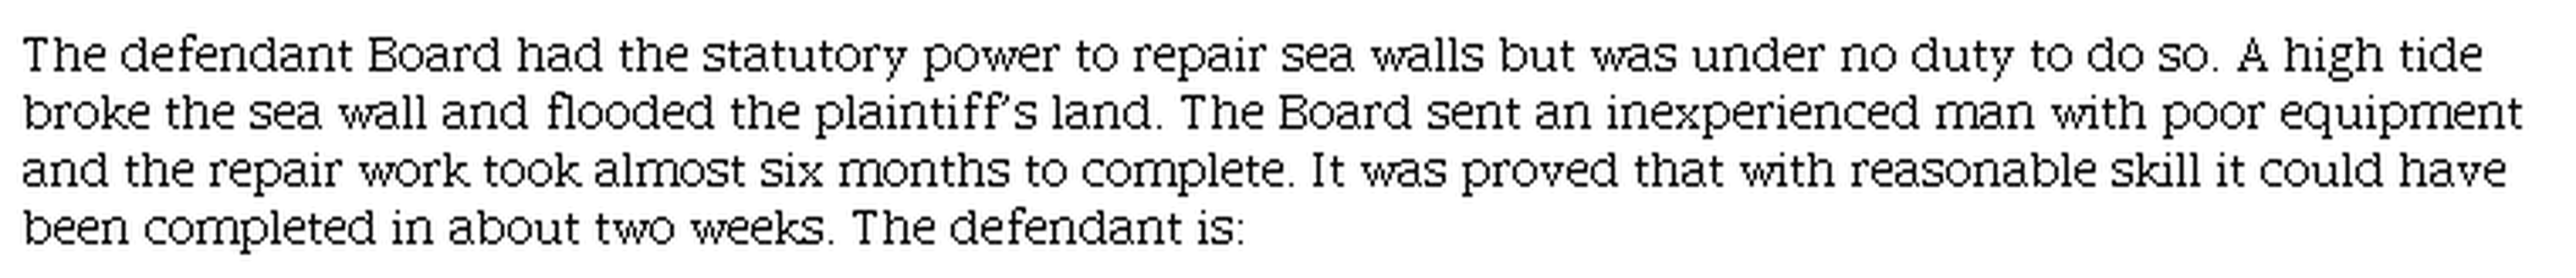 The defendant Board had the statutory power to repair sea walls but was under no duty to do so. A high tide
broke the sea wall and flooded the plaintiff's land. The Board sent an inexperienced man with poor equipment
and the repair work took almost six months to complete. It was proved that with reasonable skill it could have
been completed in about two weeks. The defendant is: